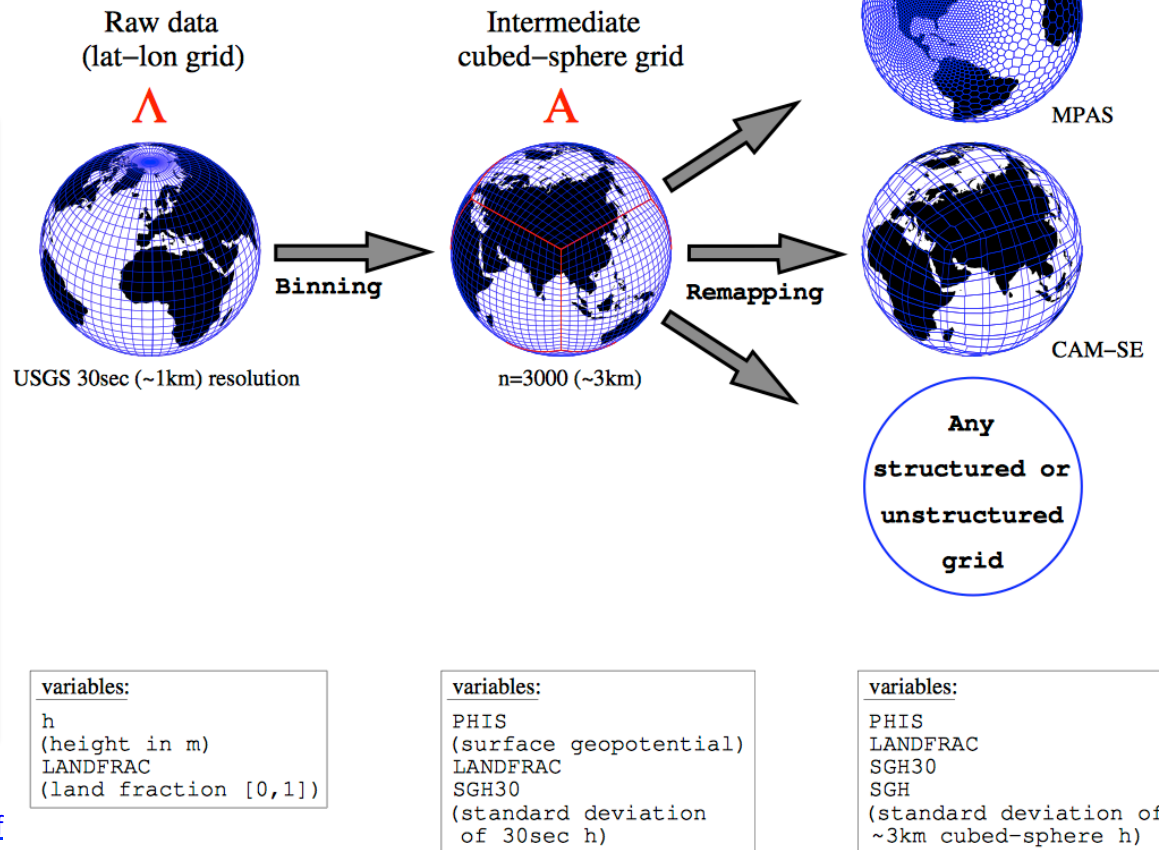 Raw data
(lat–lon grid)
Λ
USGS 30sec (~1km) resolution
Binning
Intermediate
cubed–sphere grid
A
n=3000 (~3km)
Remapping
MPAS
CAM–SE
Any
structured or
unstructured
grid
variables:
h
(height in m)
LANDFRAC
(land fraction [0,1])
variables:
PHIS
(surface geopotential)
LANDFRAC
SGH30
(standard deviation
of 30sec h)
variables:
PHIS
LANDFRAC
SGH30
SGH
(standard deviation of
~3km cubed–sphere h)
f